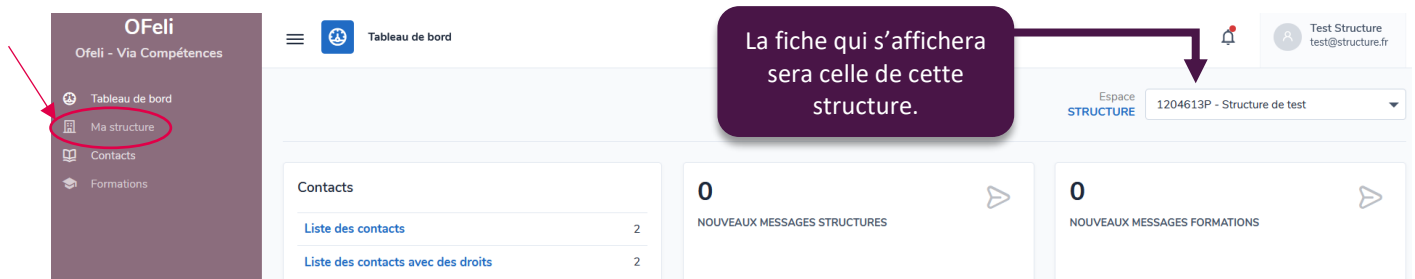 OFeli
Ofeli - Via Compétences
Tableau de bord
Ma structure
Contacts
Formations
Tableau de bord
La fiche qui s’affichera
sera celle de cette
structure.
A
Test Structure
test@structure.fr
Espace
STRUCTURE
1204613P - Structure de test
Contacts
Liste des contacts 2
Liste des contacts avec des droits 2
0
NOUVEAUX MESSAGES STRUCTURES
0
NOUVEAUX MESSAGES FORMATIONS